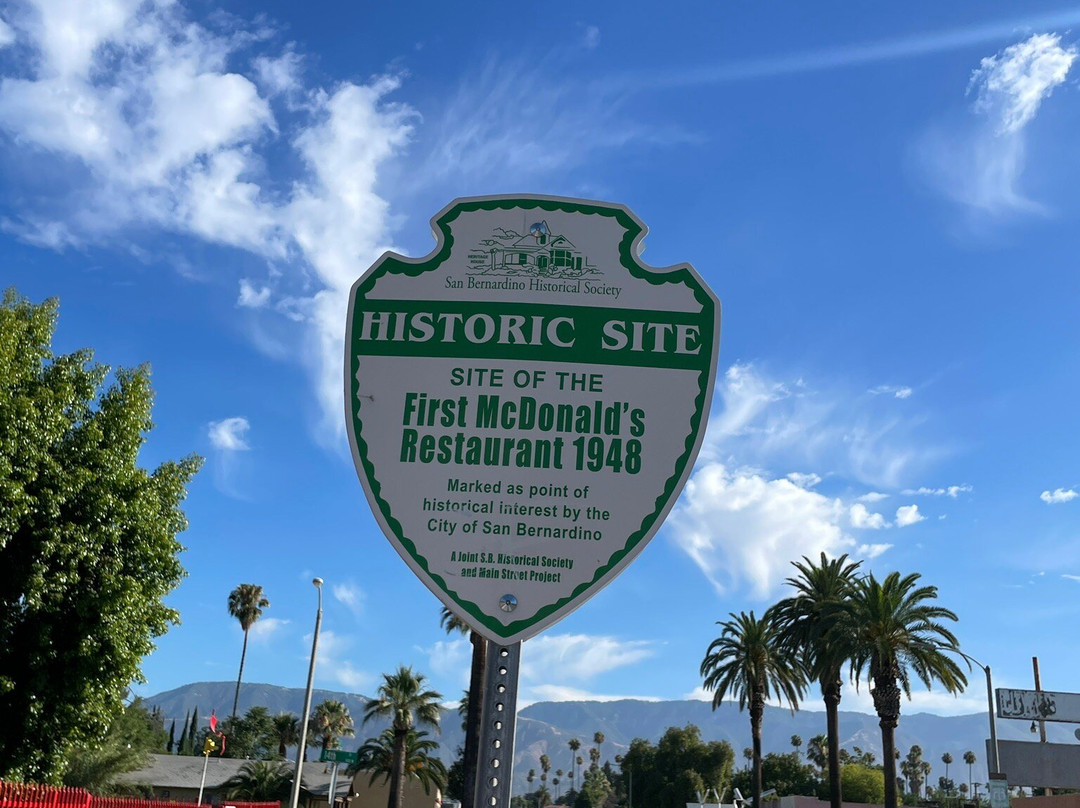 San Bernardino Historical Society
HISTORIC SITE
SITE OF THE
First McDonald's
Restaurant 1948
Marked as point of
historical interest by the
City of San Bernardino
A Joint S.B. Historical Society
and Main Street Project